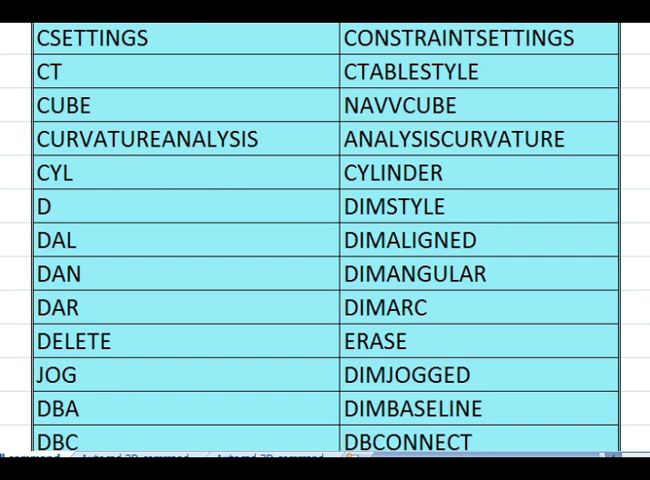 CSETTINGS CONSTRAINTSETTINGS
CT CTABLESTYLE
CUBE NAVVCUBE
CURVATUREANALYSIS ANALYSISCURVATURE
CYL CYLINDER
D DIMSTYLE
DAL DIMALIGNED
DAN DIMANGULAR
DAR DIMARC
DELETE ERASE
JOG DIMJOGGED
DBA DIMBASELINE
DBC DBCONNECT